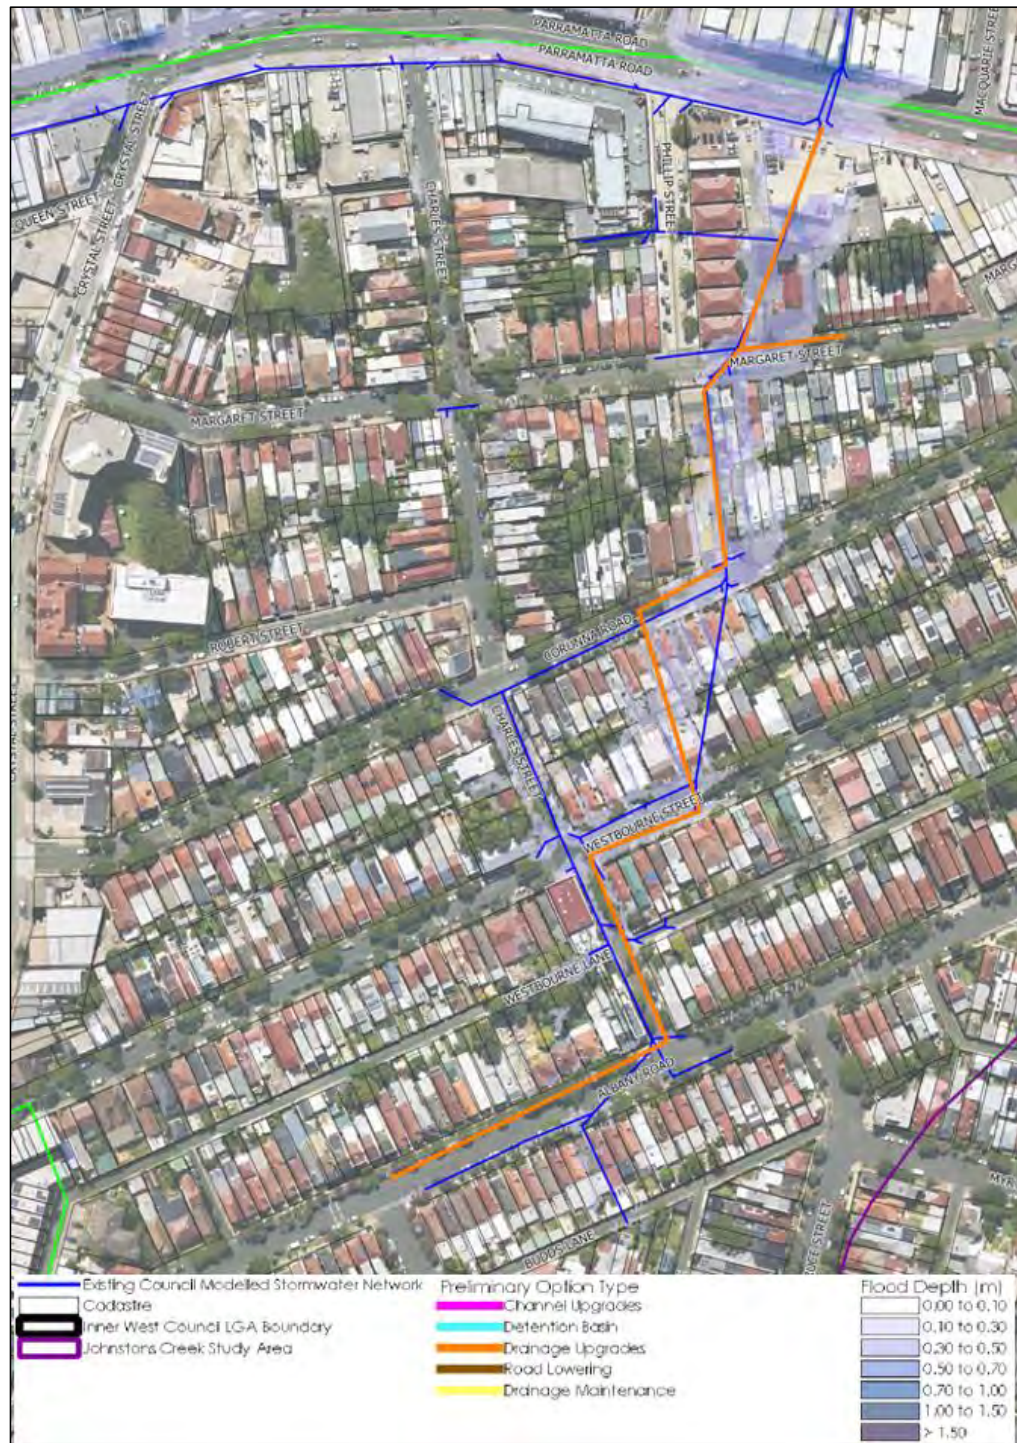 PARRAMATTA ROAD
PARRAMATTA ROAD
MACQUARIE STREET
CRYSTAL STREET
CRYSTAL STREET
QUEEN STREET
CHARLES STREET
PHILLIP STREET
MARG
MARGARET STREET
MARGARET STREET
ROBERT STREET
CORUNNA ROAD
CHARLES STREET
WESTBOURNE STREET
WESTBOURNE LANE
ALBANY ROAD
BUDDS LANE
MYR
Existing Council Modelled Stormwater Network
Cadastre
Inner West Council LGA Boundary
Johnstons Creek Study Area
Preliminary Option Type
Channel Upgrades
Detention Basin
Drainage Upgrades
Road Lowering
Drainage Maintenance
Flood Depth (m)
0.00 to 0.10
0.10 to 0.30
0.30 to 0.50
0.50 to 0.70
0.70 to 1.00
1.00 to 1.50
> 1.50